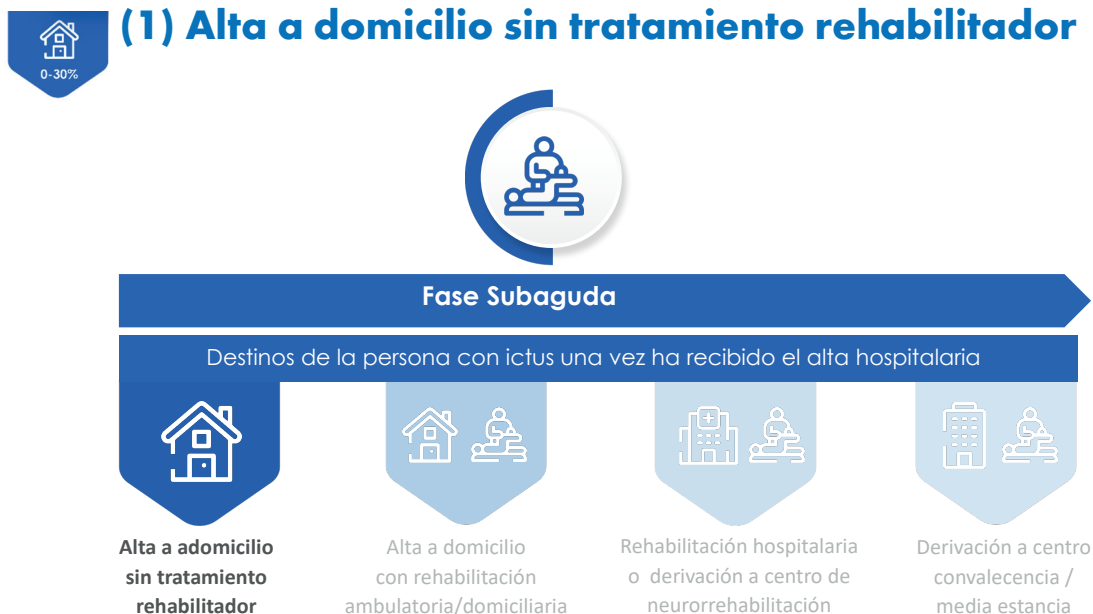 (1) Alta a domicilio sin tratamiento rehabilitador
0-30%
Fase Subaguda
Destinos de la persona con ictus una vez ha recibido el alta hospitalaria
Alta a adomicilio
sin tratamiento
rehabilitador
Alta a domicilio
con rehabilitación
ambulatoria/domiciliaria
Rehabilitación hospitalaria
o derivación a centro de
neurorrehabilitación
Derivación a centro
convalecencia /
media estancia